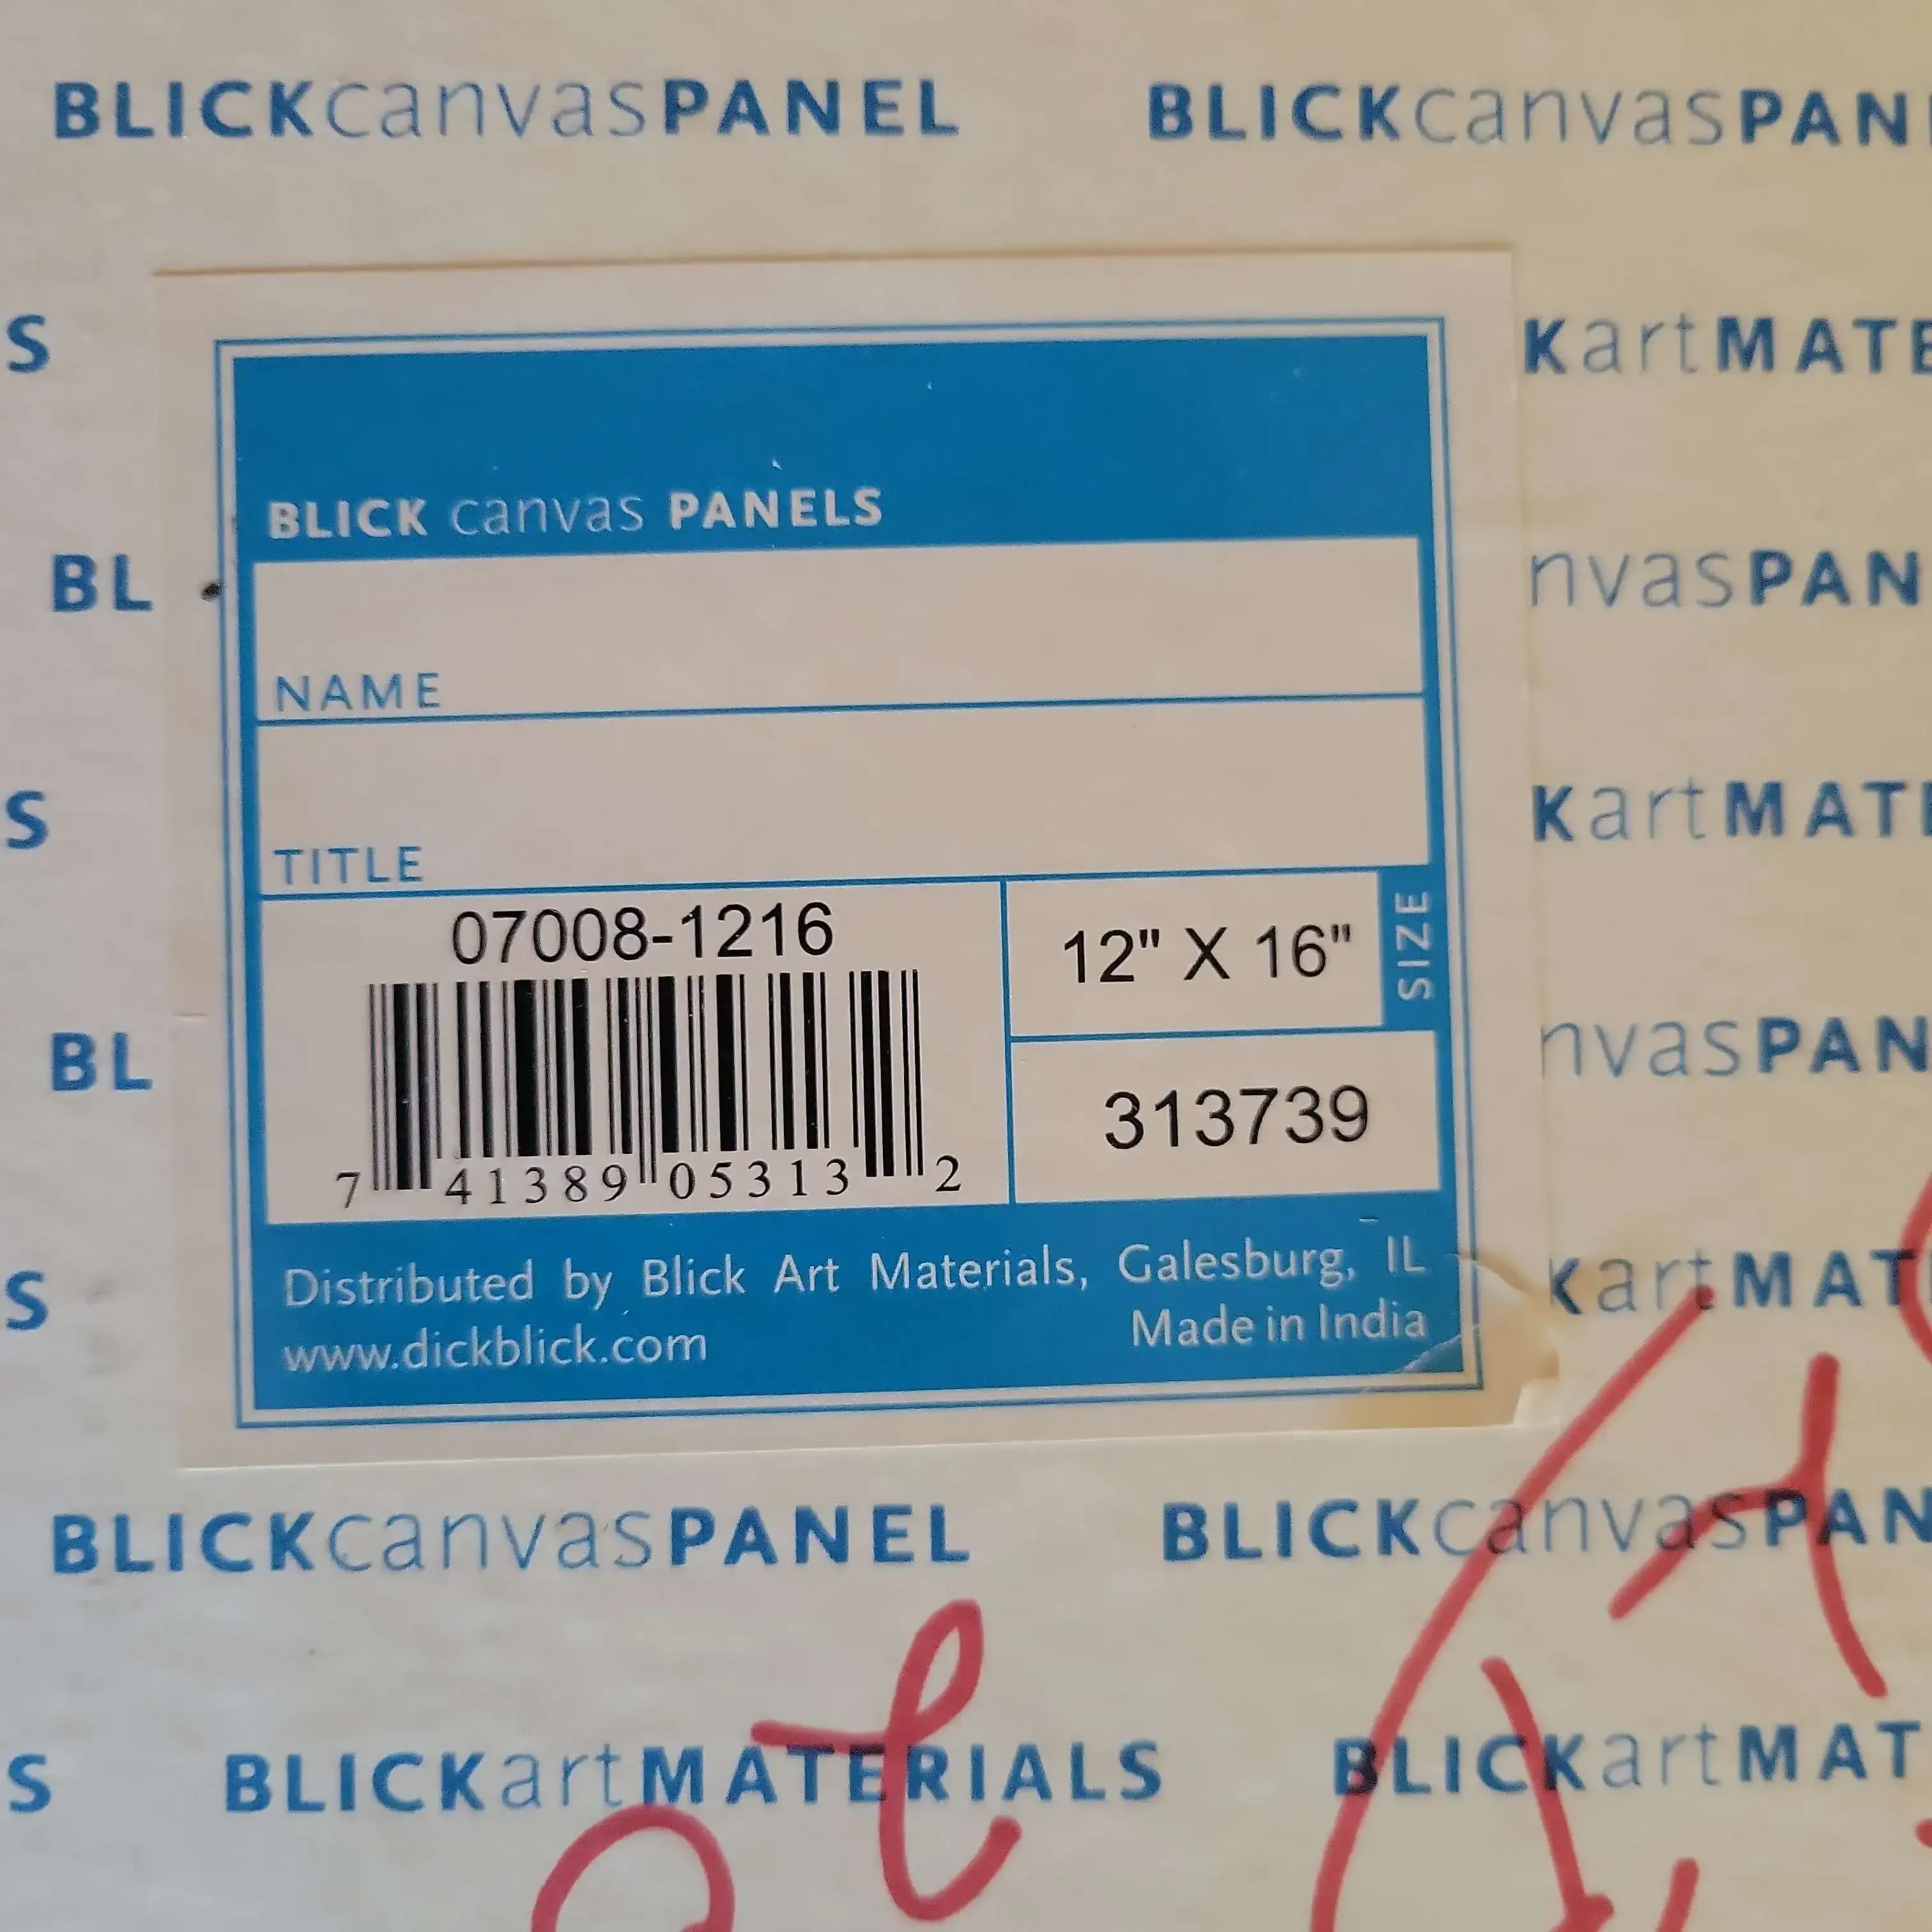 BLICKcanvasPANEL BLICKcanvasPAN
S KartMATE
BLICK canvas PANELS
BL nvasPAN
NAME
S KartMATE
TITLE
07008-1216
12" X 16" SIZE
BL nvasPAN
313739
7 41389 05313 2
Distributed by Blick Art Materials, Galesburg, IL
S KartMAT
www.dickblick.com Made in India
BLICKcanvasPANEL BLICKcanvasPAN
S BLICKartMATERIALS BLICKartMAT